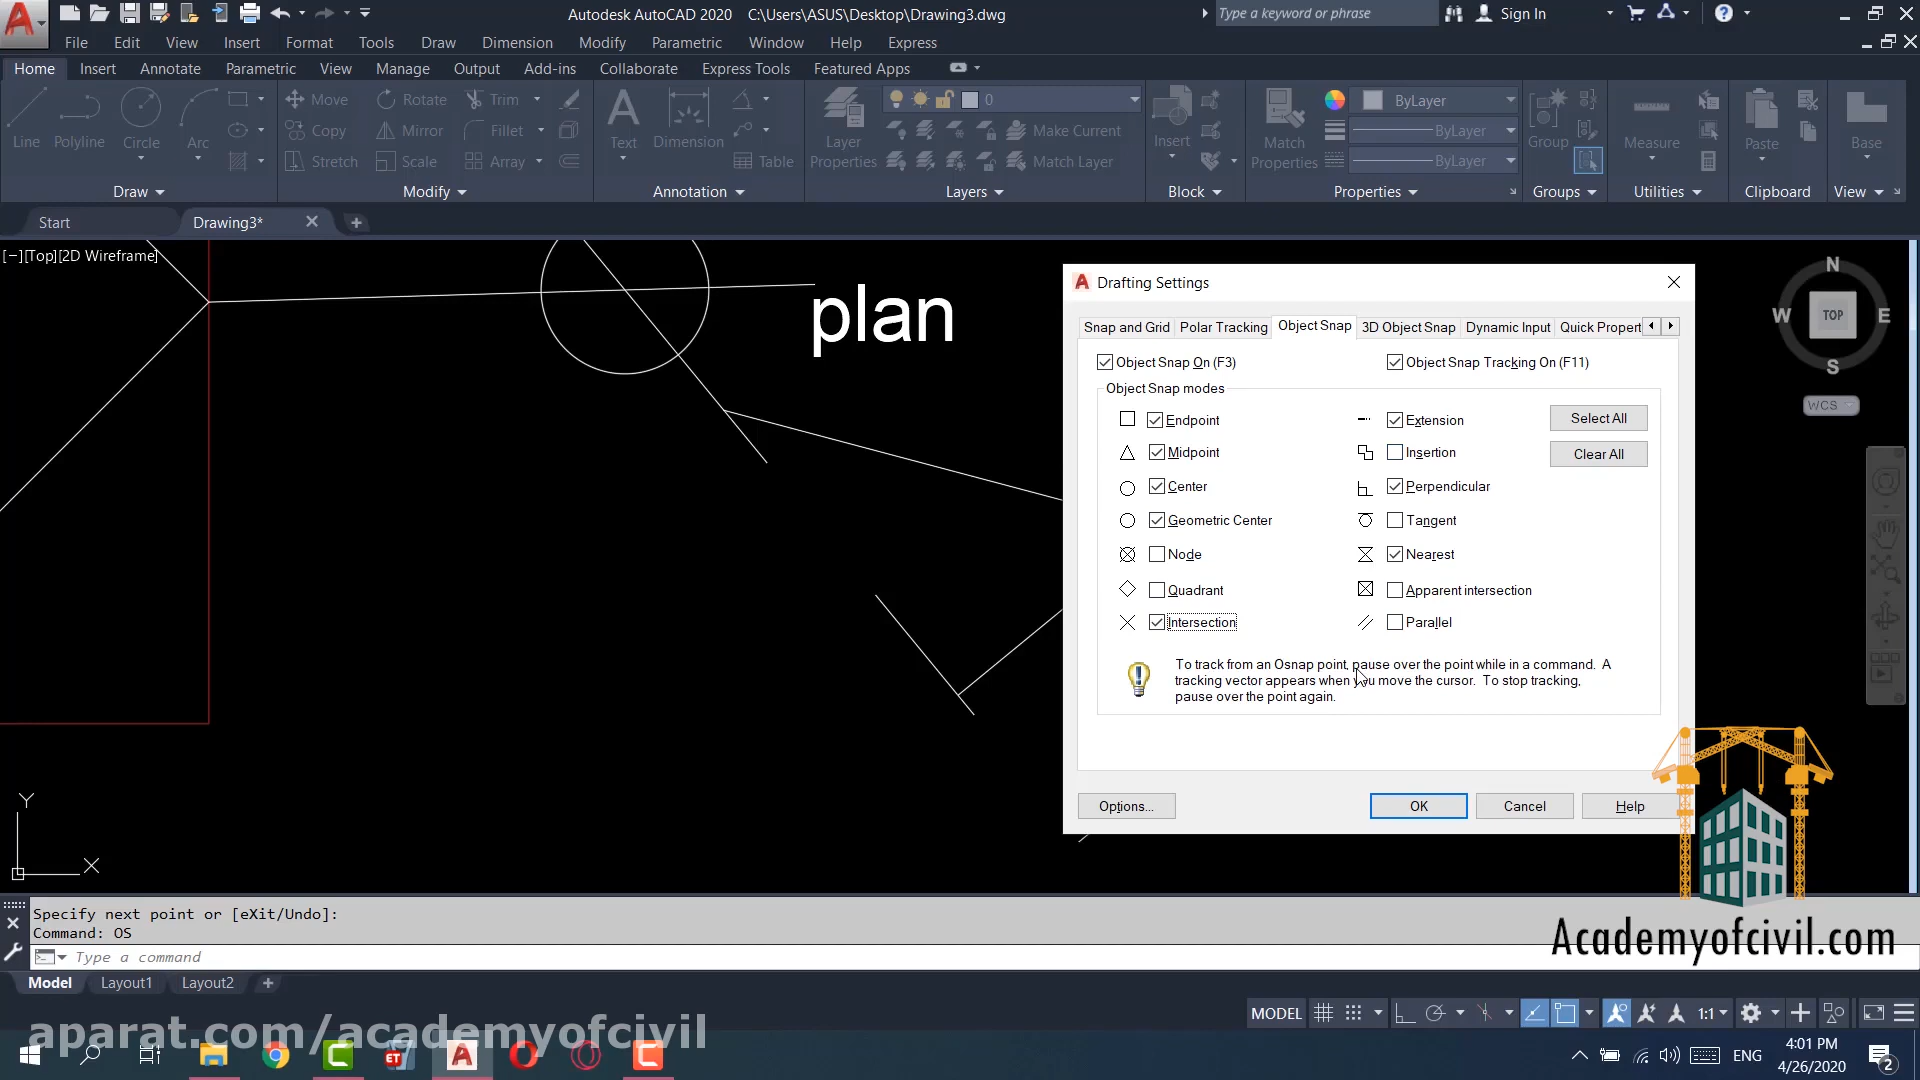 Autodesk AutoCAD 2020 C:\Users\ASUS\Desktop\Drawing3.dwg
Type a keyword or phrase
Sign In
File Edit View Insert Format Tools Draw Dimension Modify Parametric Window Help Express
Home Insert Annotate Parametric View Manage Output Add-ins Collaborate Express Tools Featured Apps
Line Polyline Circle Arc
Move Rotate Trim
Copy Mirror Fillet
Stretch Scale Array
Text Dimension Table
Layer Properties
0
Make Current
Match Layer
Insert
Match Properties
ByLayer
ByLayer
ByLayer
Group
Measure
Paste
Base
Draw Modify Annotation Layers Block Properties Groups Utilities Clipboard View
Start Drawing3*
[−][Top][2D Wireframe]
plan
N
W TOP E
S
WCS
Drafting Settings
Snap and Grid Polar Tracking Object Snap 3D Object Snap Dynamic Input Quick Propert
Object Snap On (F3) Object Snap Tracking On (F11)
Object Snap modes
Endpoint Extension Select All
Midpoint Insertion Clear All
Center Perpendicular
Geometric Center Tangent
Node Nearest
Quadrant Apparent intersection
Intersection Parallel
To track from an Osnap point, pause over the point while in a command. A
tracking vector appears when you move the cursor. To stop tracking,
pause over the point again.
Options... OK Cancel Help
Y
X
Specify next point or [eXit/Undo]:
Command: OS
Type a command
Academyofcivil.com
Model Layout1 Layout2
MODEL 1:1
aparat.com/academyofcivil
ET
ENG
4:01 PM
4/26/2020
2